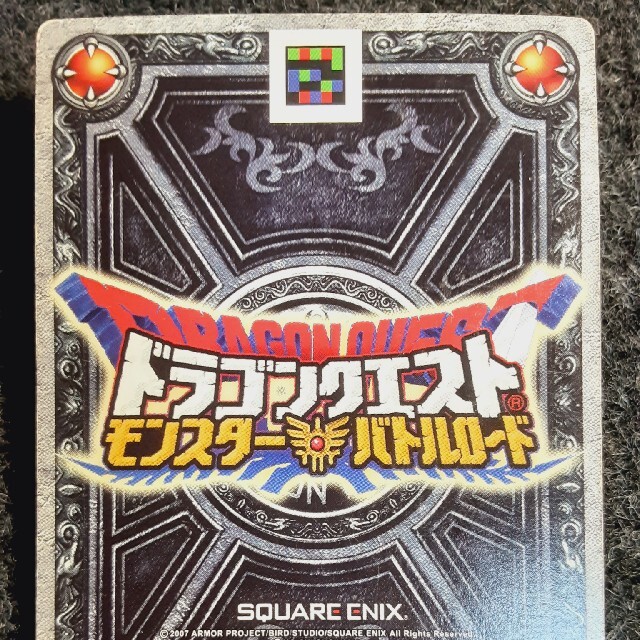 DRAGON QUEST
ドラゴンクエスト®
モンスターバトルロード
SQUARE ENIX®
©2007 ARMOR PROJECT/BIRD STUDIO/SQUARE ENIX All Rights